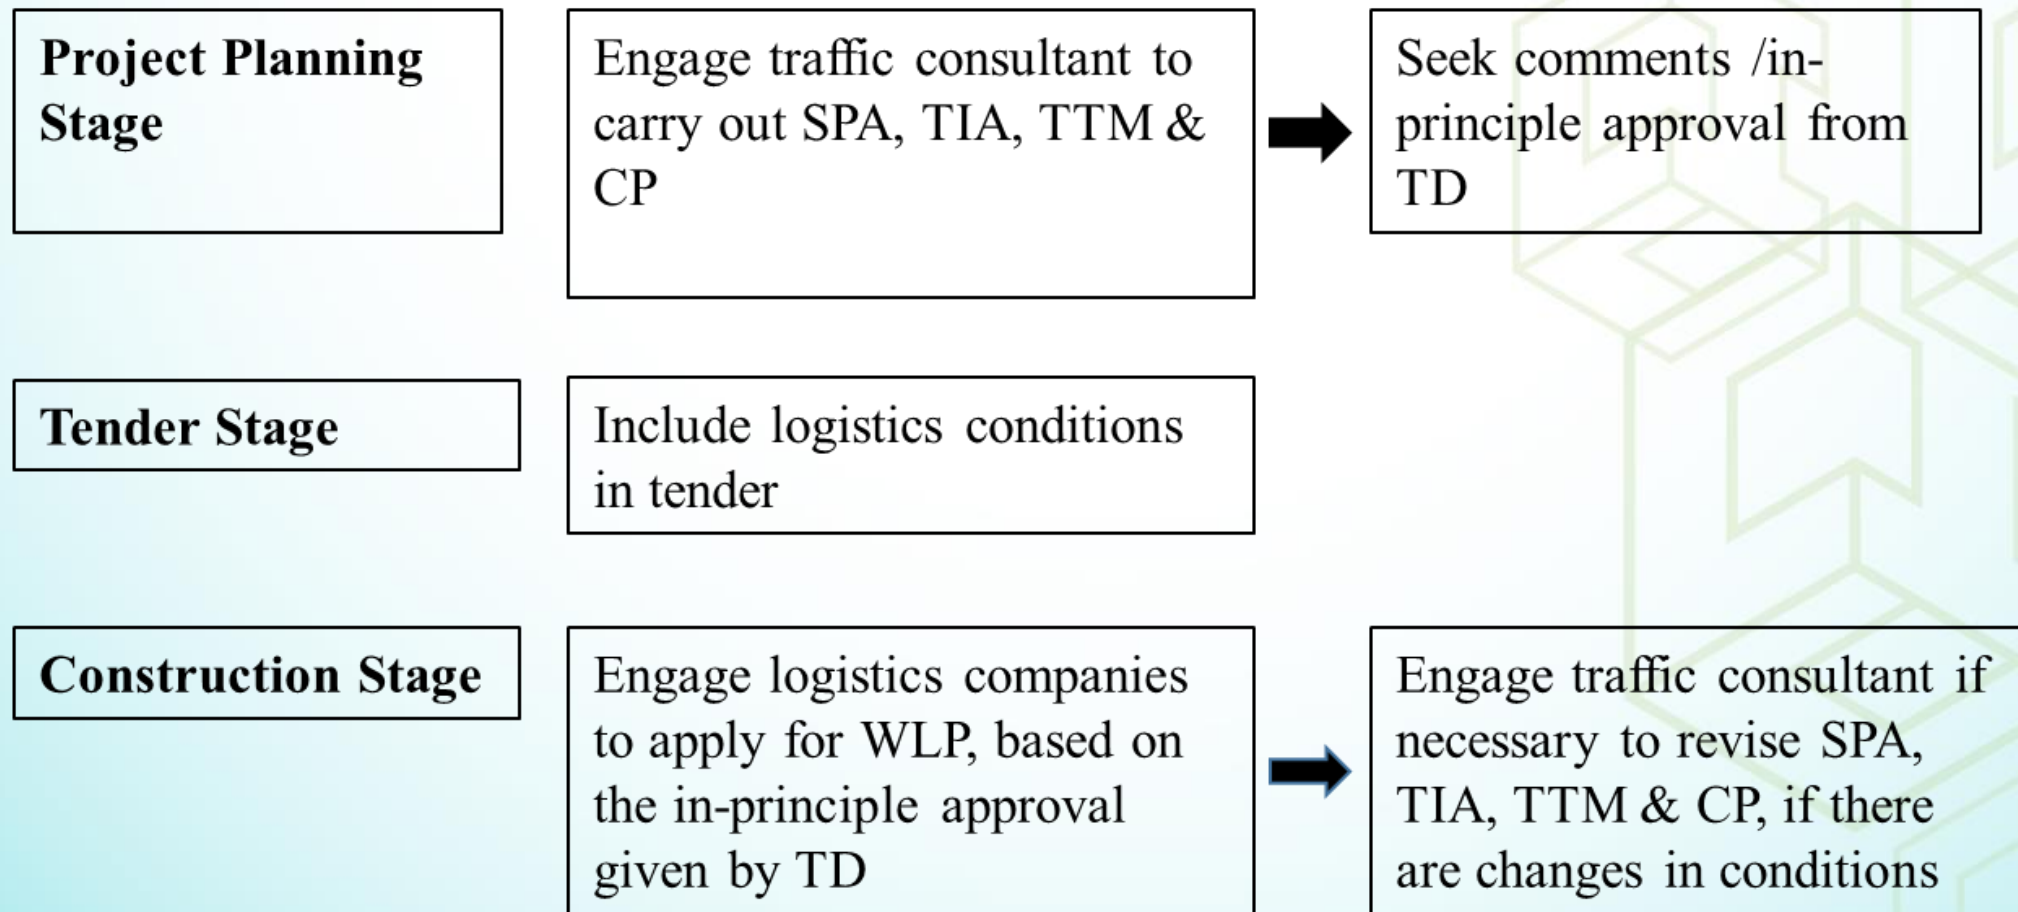 Project Planning
Stage
Engage traffic consultant to
carry out SPA, TIA, TTM &
CP
Seek comments /in-
principle approval from
TD
Tender Stage
Include logistics conditions
in tender
Construction Stage
Engage logistics companies
to apply for WLP, based on
the in-principle approval
given by TD
Engage traffic consultant if
necessary to revise SPA,
TIA, TTM & CP, if there
are changes in conditions